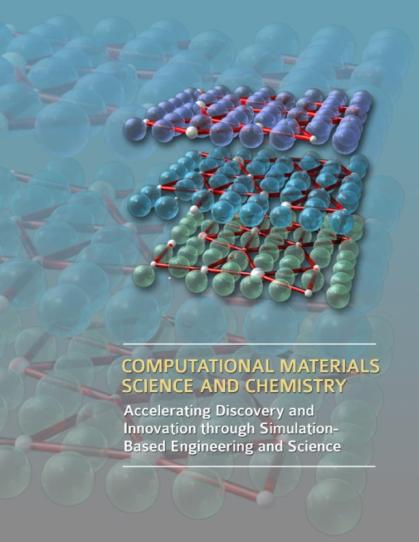 COMPUTATIONAL MATERIALS
SCIENCE AND CHEMISTRY
Accelerating Discovery and
Innovation through Simulation-
Based Engineering and Science